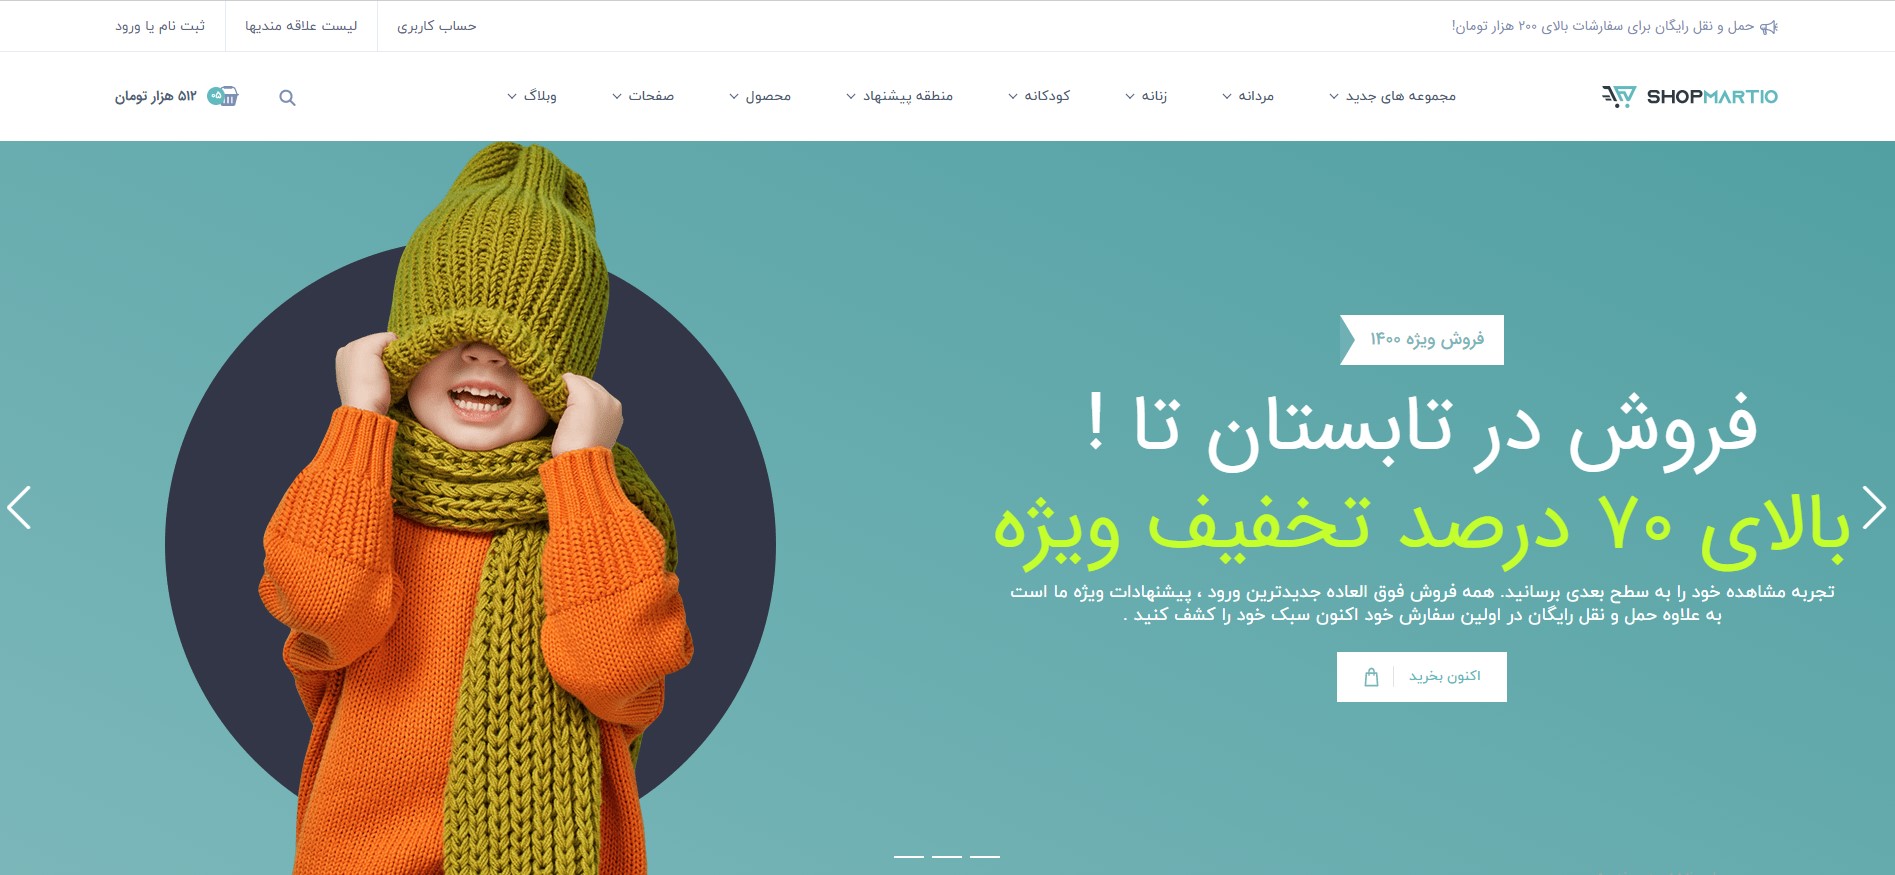 حمل و نقل رایگان برای سفارشات بالای ۲۰۰ هزار تومان!
حساب کاربری
لیست علاقه مندیها
ثبت نام یا ورود
SHOPMARTIO
مجموعه های جدید
مردانه
زنانه
کودکانه
منطقه پیشنهاد
محصول
صفحات
وبلاگ
۰۵
۵۱۲ هزار تومان
فروش ویژه ۱۴۰۰
فروش در تابستان تا !
بالای ۷۰ درصد تخفیف ویژه
تجربه مشاهده خود را به سطح بعدی برسانید. همه فروش فوق العاده جدیدترین ورود ، پیشنهادات ویژه ما است
به علاوه حمل و نقل رایگان در اولین سفارش خود اکنون سبک خود را کشف کنید .
اکنون بخرید